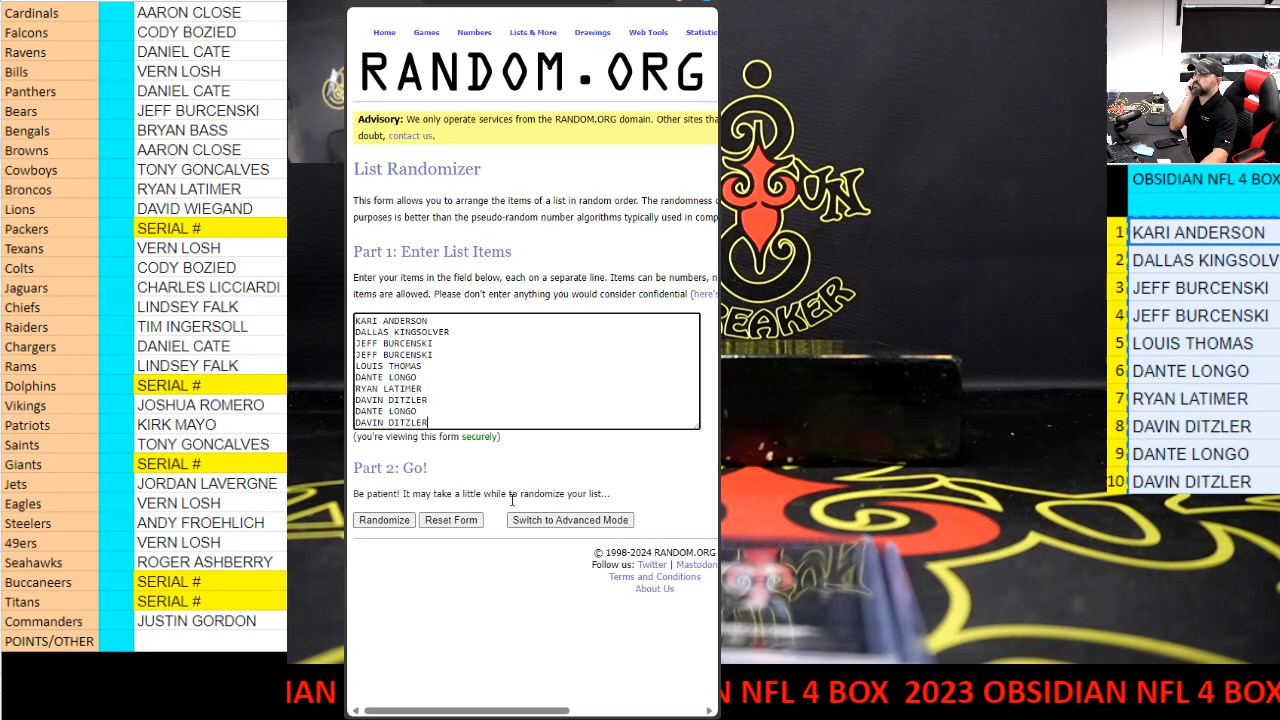 Cardinals AARON CLOSE
Falcons CODY BOZIED
Ravens DANIEL CATE
Bills VERN LOSH
Panthers DANIEL CATE
Bears JEFF BURCENSKI
Bengals BRYAN BASS
Browns AARON CLOSE
Cowboys TONY GONCALVES
Broncos RYAN LATIMER
Lions DAVID WIEGAND
Packers SERIAL #
Texans VERN LOSH
Colts CODY BOZIED
Jaguars CHARLES LICCIARDI
Chiefs LINDSEY FALK
Raiders TIM INGERSOLL
Chargers DANIEL CATE
Rams LINDSEY FALK
Dolphins SERIAL #
Vikings JOSHUA ROMERO
Patriots KIRK MAYO
Saints TONY GONCALVES
Giants SERIAL #
Jets JORDAN LAVERGNE
Eagles VERN LOSH
Steelers ANDY FROEHLICH
49ers VERN LOSH
Seahawks ROGER ASHBERRY
Buccaneers SERIAL #
Titans SERIAL #
Commanders JUSTIN GORDON
POINTS/OTHER
Home Games Numbers Lists & More Drawings Web Tools Statistic
RANDOM.ORG
Advisory: We only operate services from the RANDOM.ORG domain. Other sites tha
doubt, contact us.
List Randomizer
This form allows you to arrange the items of a list in random order. The randomness
purposes is better than the pseudo-random number algorithms typically used in comp
Part 1: Enter List Items
Enter your items in the field below, each on a separate line. Items can be numbers, n
items are allowed. Please don't enter anything you would consider confidential (here's
KARI ANDERSON
DALLAS KINGSOLVER
JEFF BURCENSKI
JEFF BURCENSKI
LOUIS THOMAS
DANTE LONGO
RYAN LATIMER
DAVIN DITZLER
DANTE LONGO
DAVIN DITZLER
(you're viewing this form securely)
Part 2: Go!
Be patient! It may take a little while to randomize your list...
Randomize Reset Form Switch to Advanced Mode
© 1998-2024 RANDOM.ORG
Follow us: Twitter | Mastodon
Terms and Conditions
About Us
OBSIDIAN NFL 4 BOX
1 KARI ANDERSON
2 DALLAS KINGSOLV
3 JEFF BURCENSKI
4 JEFF BURCENSKI
5 LOUIS THOMAS
6 DANTE LONGO
7 RYAN LATIMER
8 DAVIN DITZLER
9 DANTE LONGO
10 DAVIN DITZLER
IAN N NFL 4 BOX 2023 OBSIDIAN NFL 4 BOX